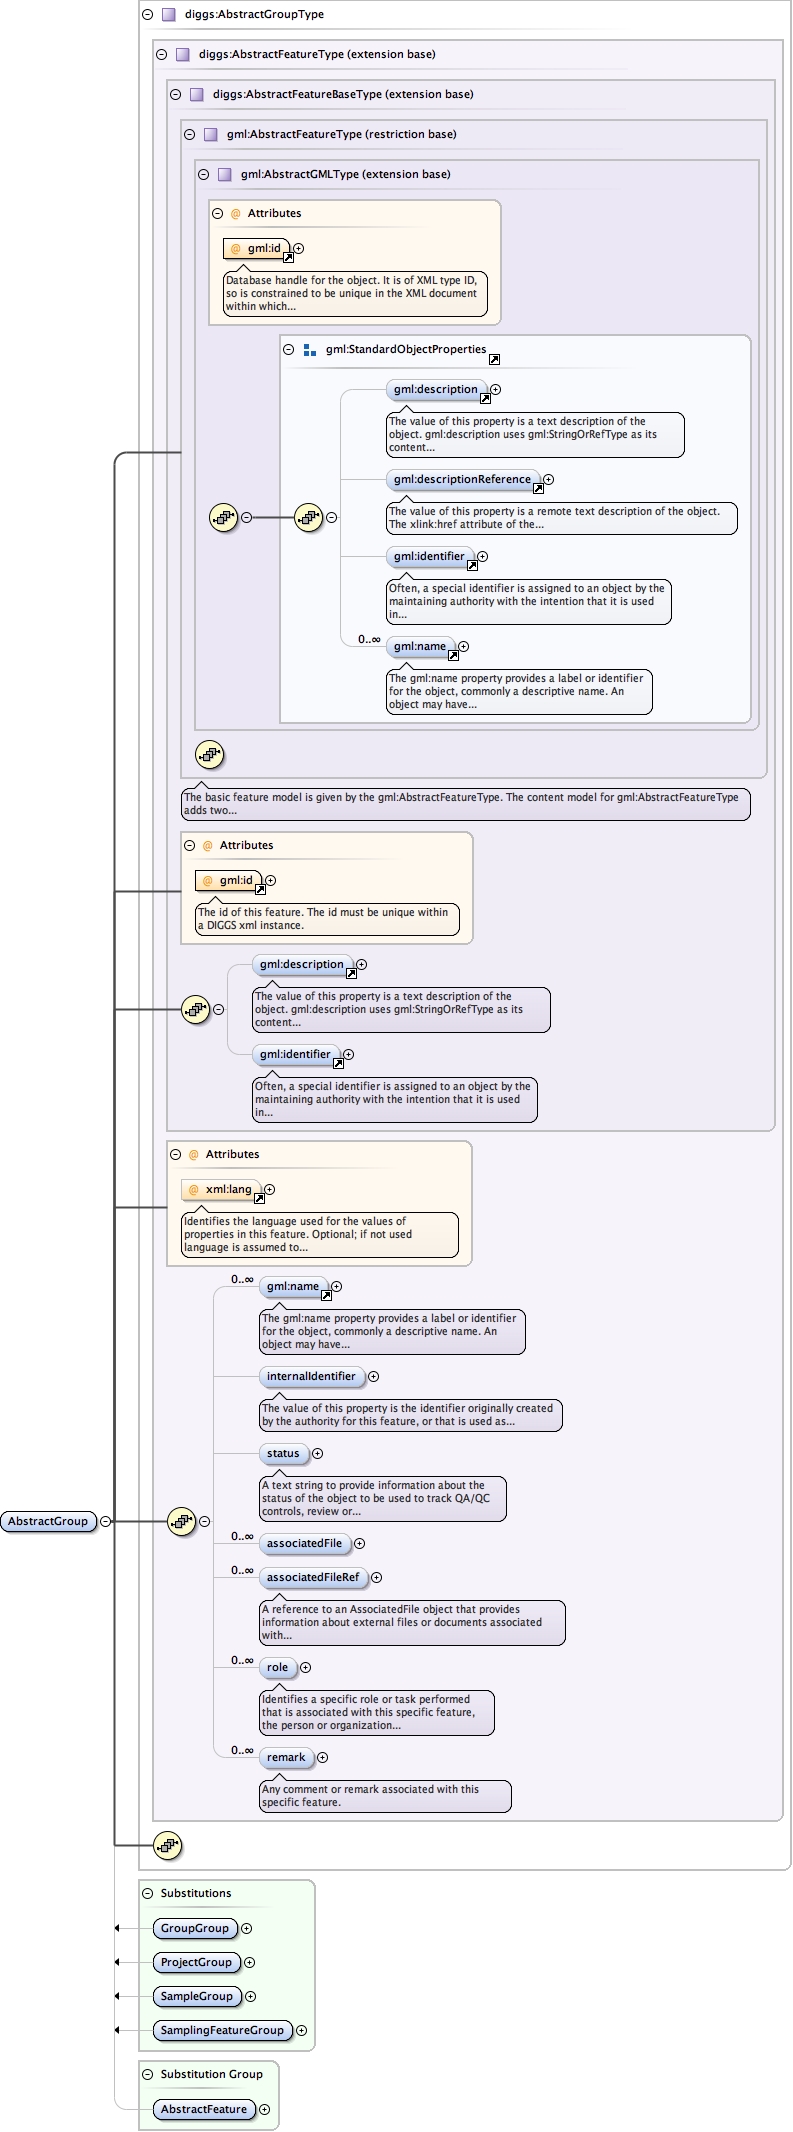 diggs:AbstractGroupType
diggs:AbstractFeatureType (extension base)
diggs:AbstractFeatureBaseType (extension base)
gml:AbstractFeatureType (restriction base)
gml:AbstractGMLType (extension base)
@ Attributes
@ gml:id
Database handle for the object. It is of XML type ID,
so is constrained to be unique in the XML document
within which...
gml:StandardObjectProperties
gml:description
The value of this property is a text description of the
object. gml:description uses gml:StringOrRefType as its
content...
gml:descriptionReference
The value of this property is a remote text description of the object.
The xlink:href attribute of the...
gml:identifier
Often, a special identifier is assigned to an object by the
maintaining authority with the intention that it is used
in...
0..∞
gml:name
The gml:name property provides a label or identifier
for the object, commonly a descriptive name. An
object may have...
The basic feature model is given by the gml:AbstractFeatureType. The content model for gml:AbstractFeatureType
adds two...
@ Attributes
@ gml:id
The id of this feature. The id must be unique within
a DIGGS xml instance.
gml:description
The value of this property is a text description of the
object. gml:description uses gml:StringOrRefType as its
content...
gml:identifier
Often, a special identifier is assigned to an object by the
maintaining authority with the intention that it is used
in...
@ Attributes
@ xml:lang
Identifies the language used for the values of
properties in this feature. Optional; if not used
language is assumed to...
0..∞
gml:name
The gml:name property provides a label or identifier
for the object, commonly a descriptive name. An
object may have...
internalIdentifier
The value of this property is the identifier originally created
by the authority for this feature, or that is used as...
status
A text string to provide information about the
status of the object to be used to track QA/QC
controls, review or...
AbstractGroup
0..∞
associatedFile
0..∞
associatedFileRef
A reference to an AssociatedFile object that provides
information about external files or documents associated
with...
0..∞
role
Identifies a specific role or task performed
that is associated with this specific feature,
the person or organization...
0..∞
remark
Any comment or remark associated with this
specific feature.
Substitutions
GroupGroup
ProjectGroup
SampleGroup
SamplingFeatureGroup
Substitution Group
AbstractFeature